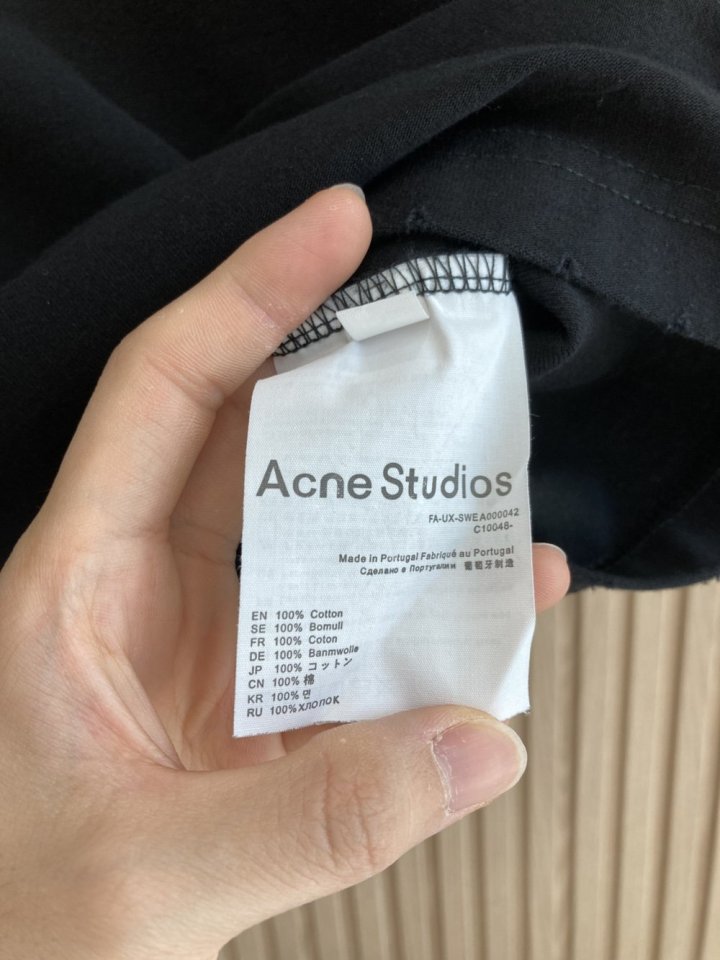 Acne Studios
FA-UX-SWEA000042
C10048-
Made in Portugal Fabriqué au Portugal
Сделано в Португалии 葡萄牙制造
EN 100% Cotton
SE 100% Bomull
FR 100% Coton
DE 100% Banmwolle
JP 100% コットン
CN 100% 棉
KR 100% 면
RU 100% хлопок